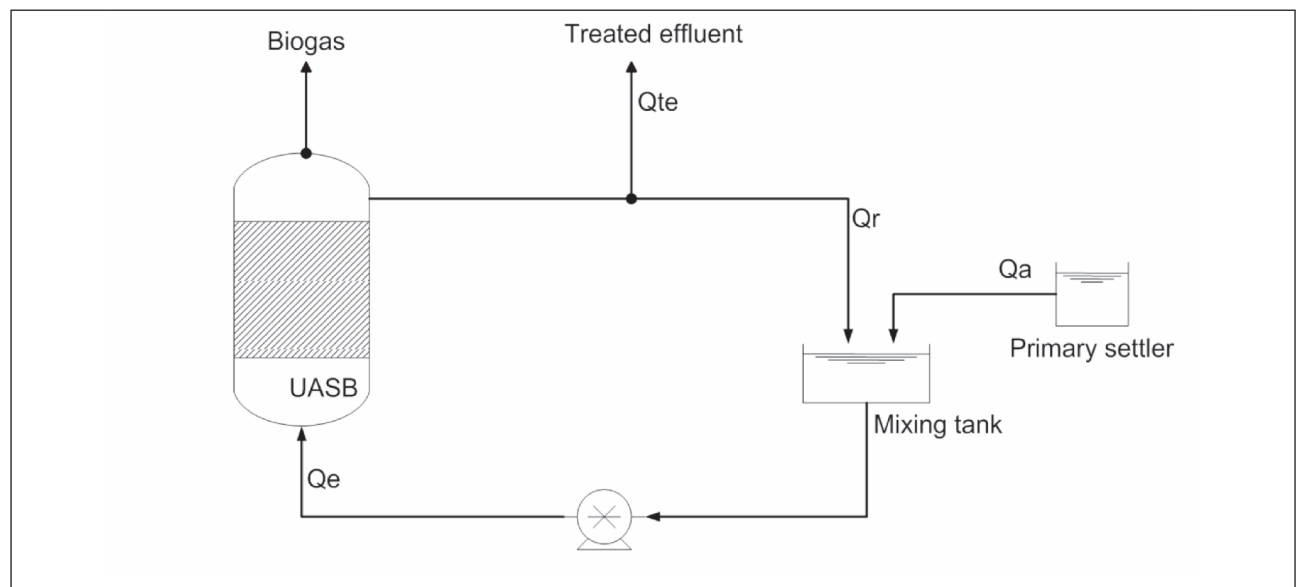 Biogas
Treated effluent
Qte
Qr
Qa
Primary settler
UASB
Mixing tank
Qe